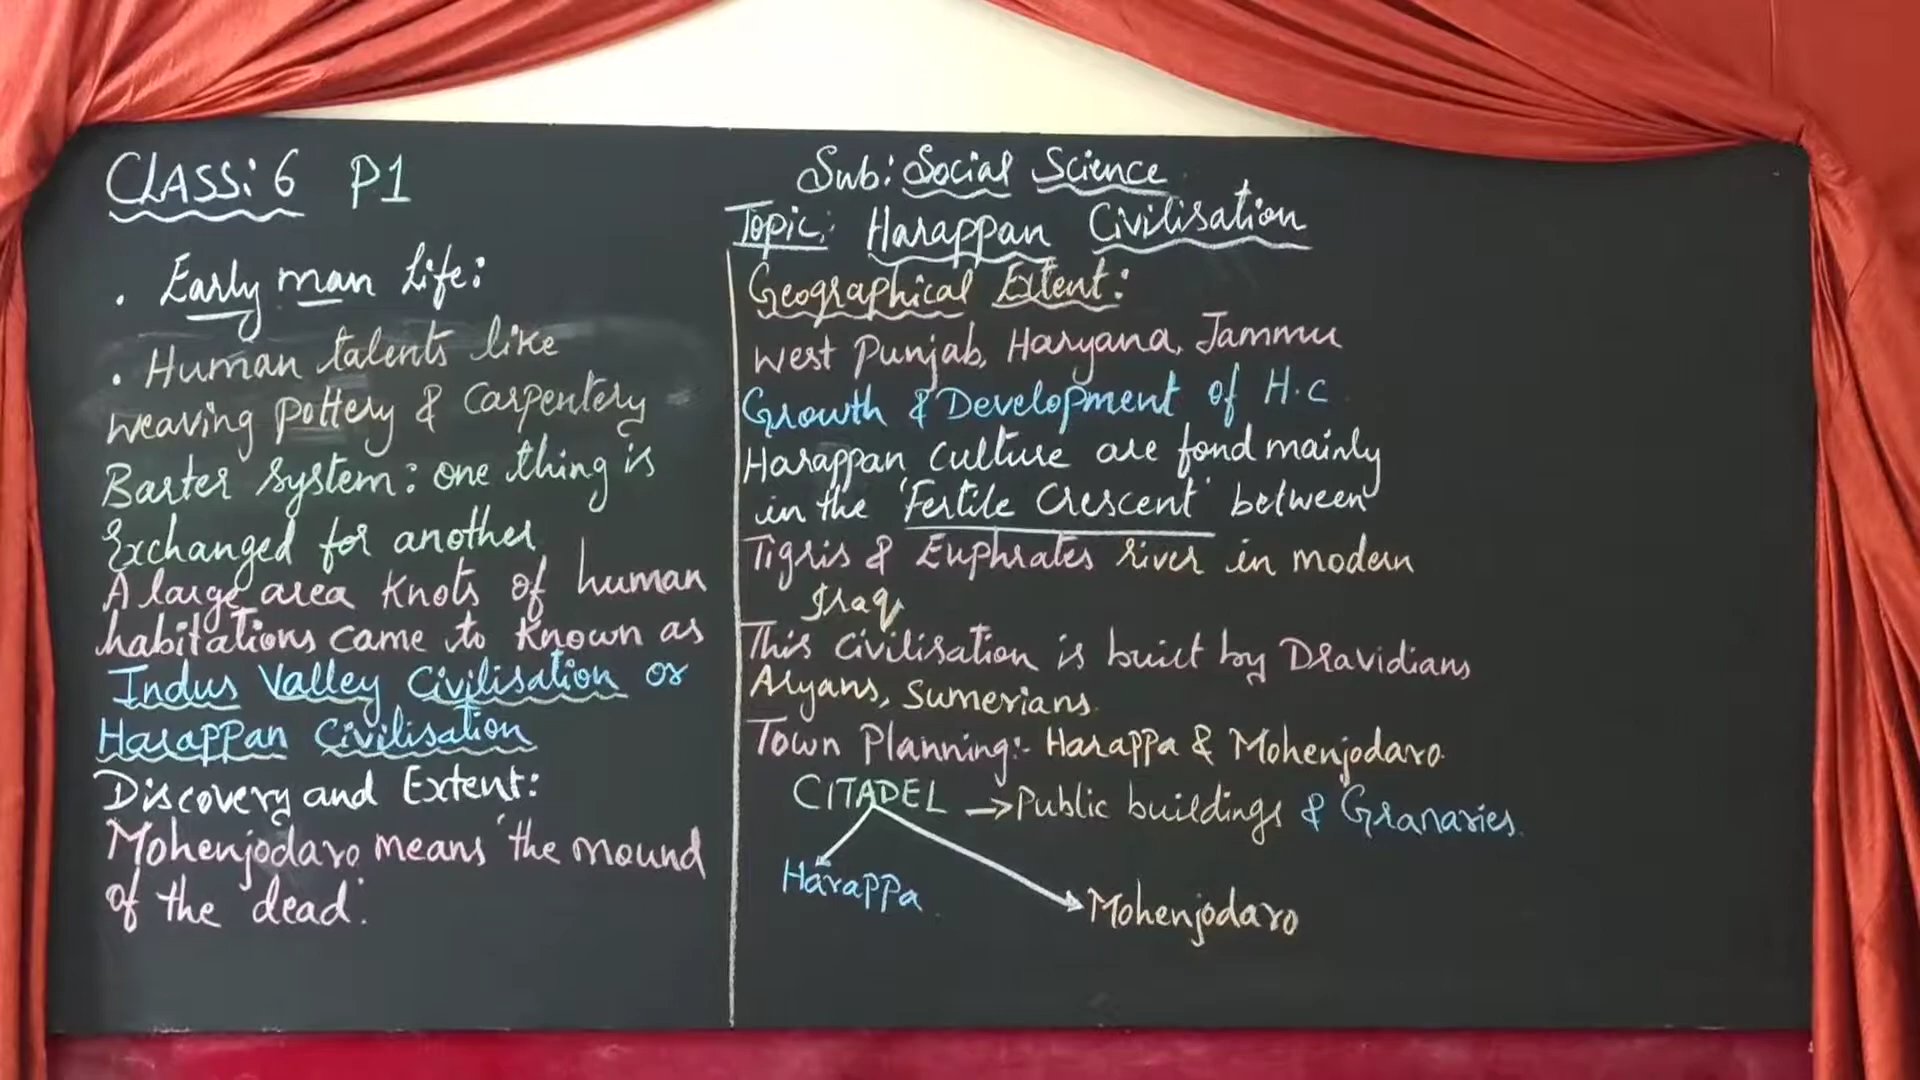 CLASS: 6 P1
. Early man life:
. Human talents like
weaving pottery & Carpentery
Barter System: one thing is
Exchanged for another
A large area Knots of human
habitations came to Known as
Indus Valley Civilisation or
Harappan Civilisation
Discovery and Extent:
Mohenjodaro means 'the mound
of the dead'.
Sub: Social Science
Topic: Harappan Civilisation
Geographical Extent:
West Punjab, Haryana, Jammu
Growth & Development of H.C
Harappan Culture are fond mainly
in the 'Fertile Crescent' between
Tigris & Euphrates river in modern
Iraq
This civilisation is built by Dravidians
Aryans, Sumerians.
Town Planning:- Harappa & Mohenjodaro.
CITADEL → Public buildings & Granaries.
Harappa
Mohenjodaro